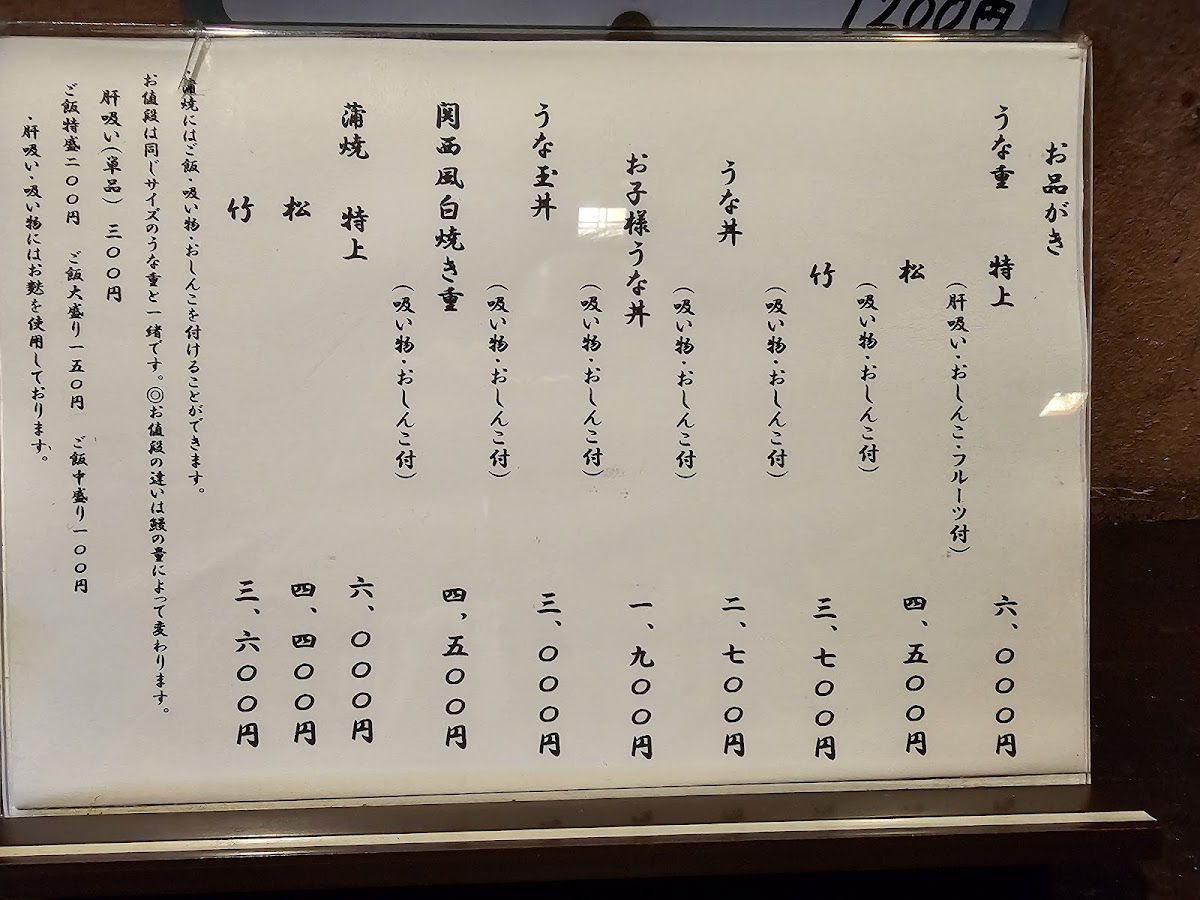 1200円
お品がき
うな重 特上 六、〇〇〇円
(肝吸い・おしんこ・フルーツ付)
松 四、五〇〇円
(吸い物・おしんこ付)
竹 三、七〇〇円
(吸い物・おしんこ付)
うな丼 二、七〇〇円
(吸い物・おしんこ付)
お子様うな丼 一、九〇〇円
(吸い物・おしんこ付)
うな玉丼 三、〇〇〇円
(吸い物・おしんこ付)
関西風白焼き重 四、五〇〇円
(吸い物・おしんこ付)
蒲焼 特上 六、〇〇〇円
松 四、四〇〇円
竹 三、六〇〇円
・蒲焼にはご飯・吸い物・おしんこを付けることができます。
お値段は同じサイズのうな重と一緒です。◎お値段の違いは鰻の量によって変わります。
肝吸い(単品) 三〇〇円
ご飯特盛二〇〇円 ご飯大盛り一五〇円 ご飯中盛り一〇〇円
・肝吸い・吸い物にはお麩を使用しております。